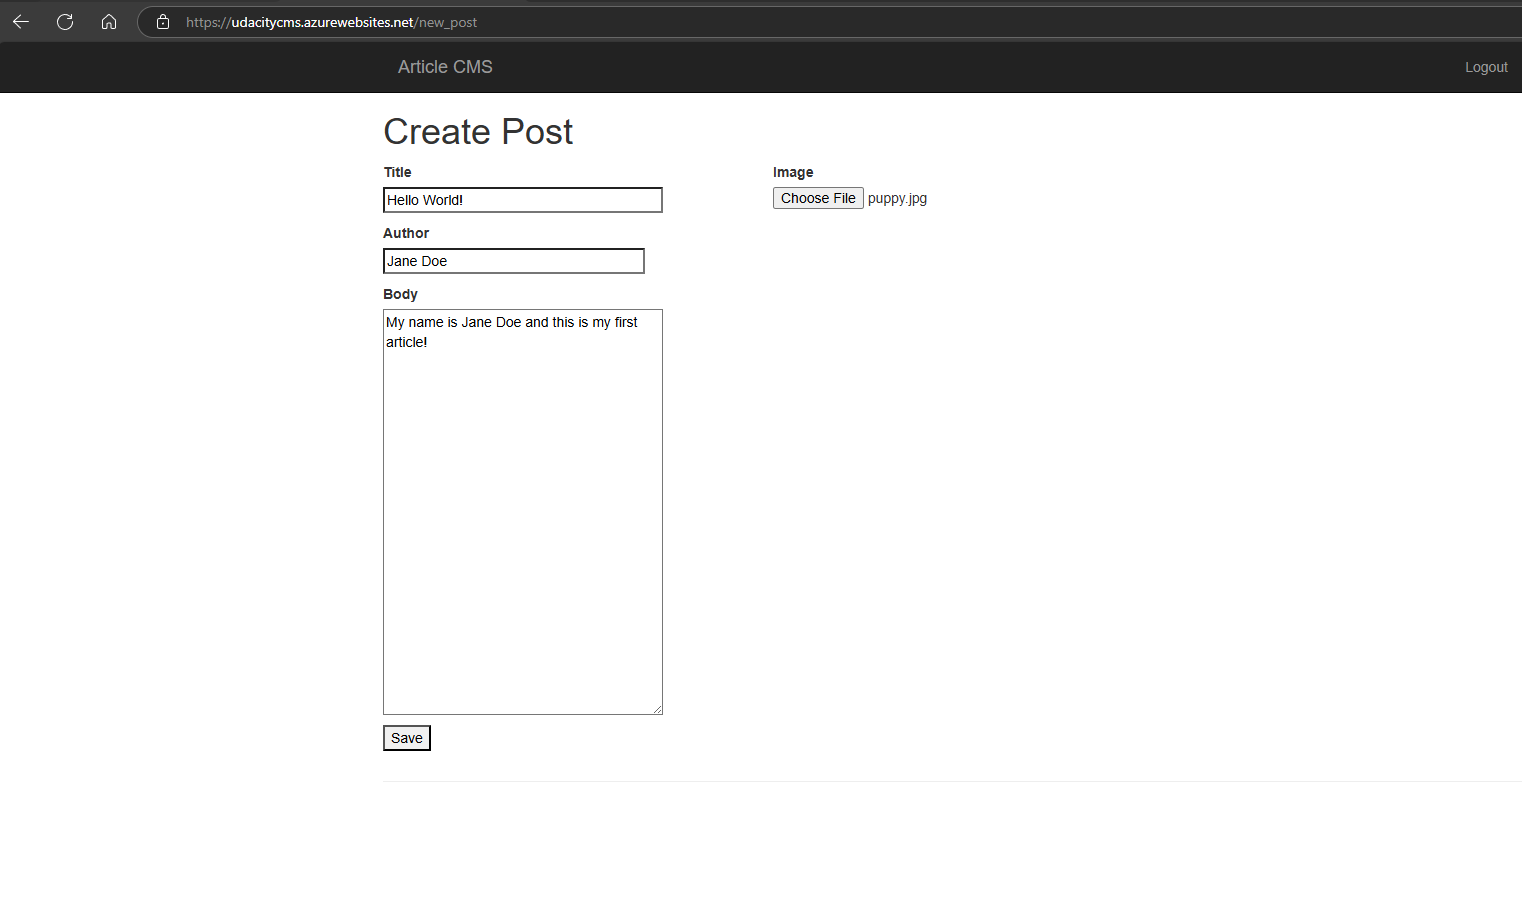 https://udacitycms.azurewebsites.net/new_post
Article CMS
Logout
Create Post
Title
Image
Hello World!
Choose File puppy.jpg
Author
Jane Doe
Body
My name is Jane Doe and this is my first
article!
Save